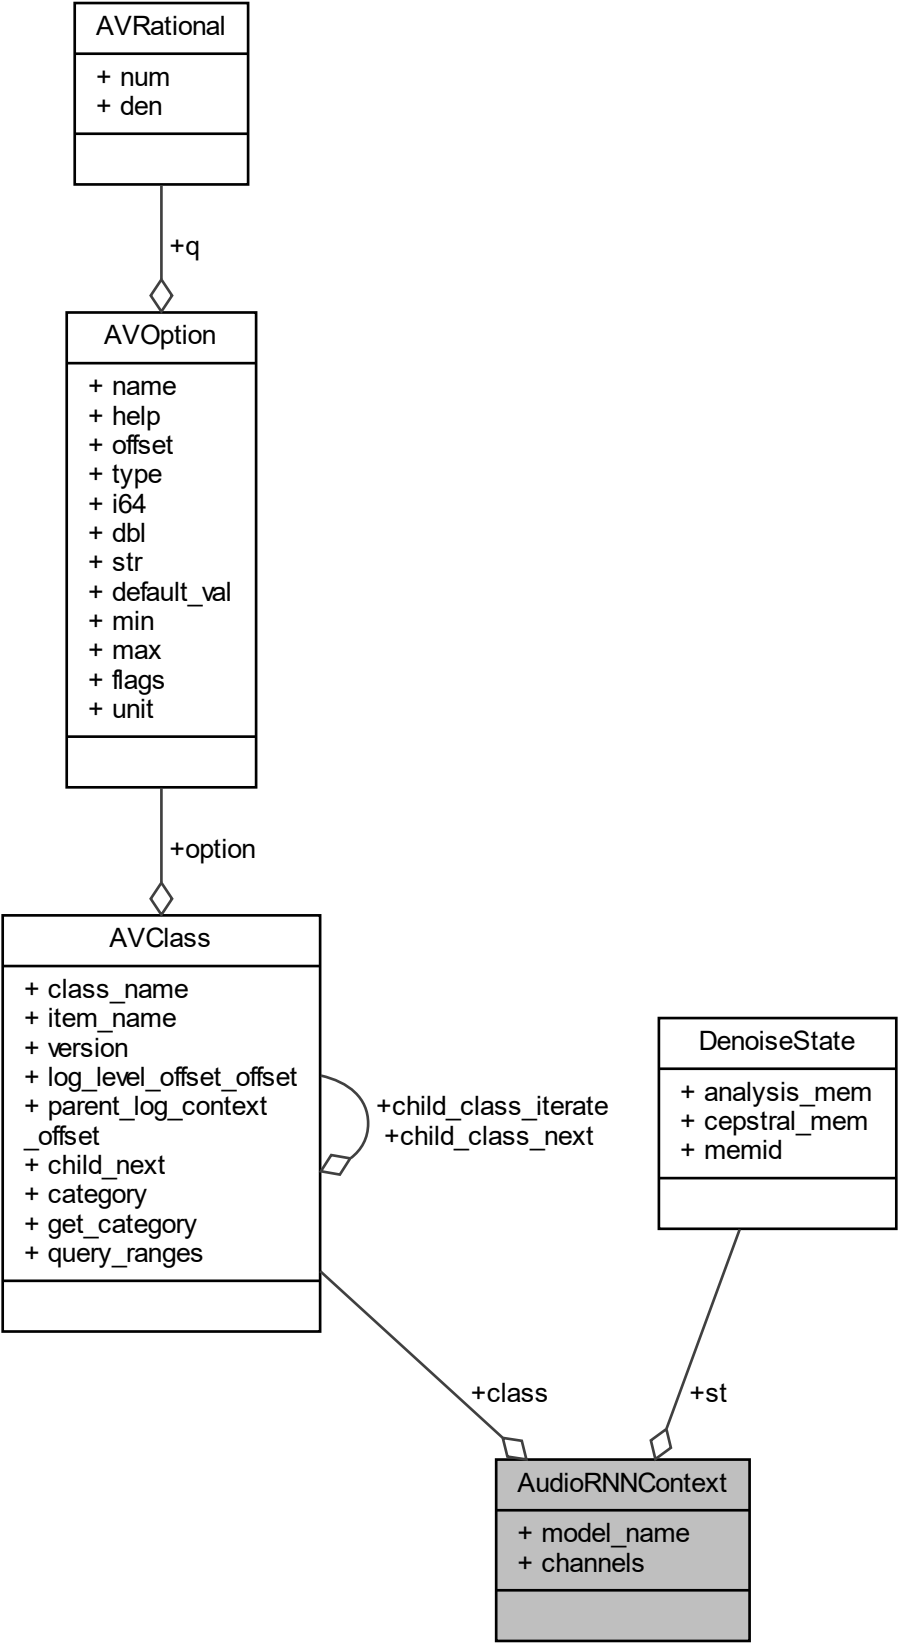 AVRational
+ num
+ den
+q
AVOption
+ name
+ help
+ offset
+ type
+ i64
+ dbl
+ str
+ default_val
+ min
+ max
+ flags
+ unit
+option
AVClass
+ class_name
+ item_name
+ version
+ log_level_offset_offset
+ parent_log_context
_offset
+ child_next
+ category
+ get_category
+ query_ranges
+child_class_iterate
+child_class_next
DenoiseState
+ analysis_mem
+ cepstral_mem
+ memid
+class
+st
AudioRNNContext
+ model_name
+ channels